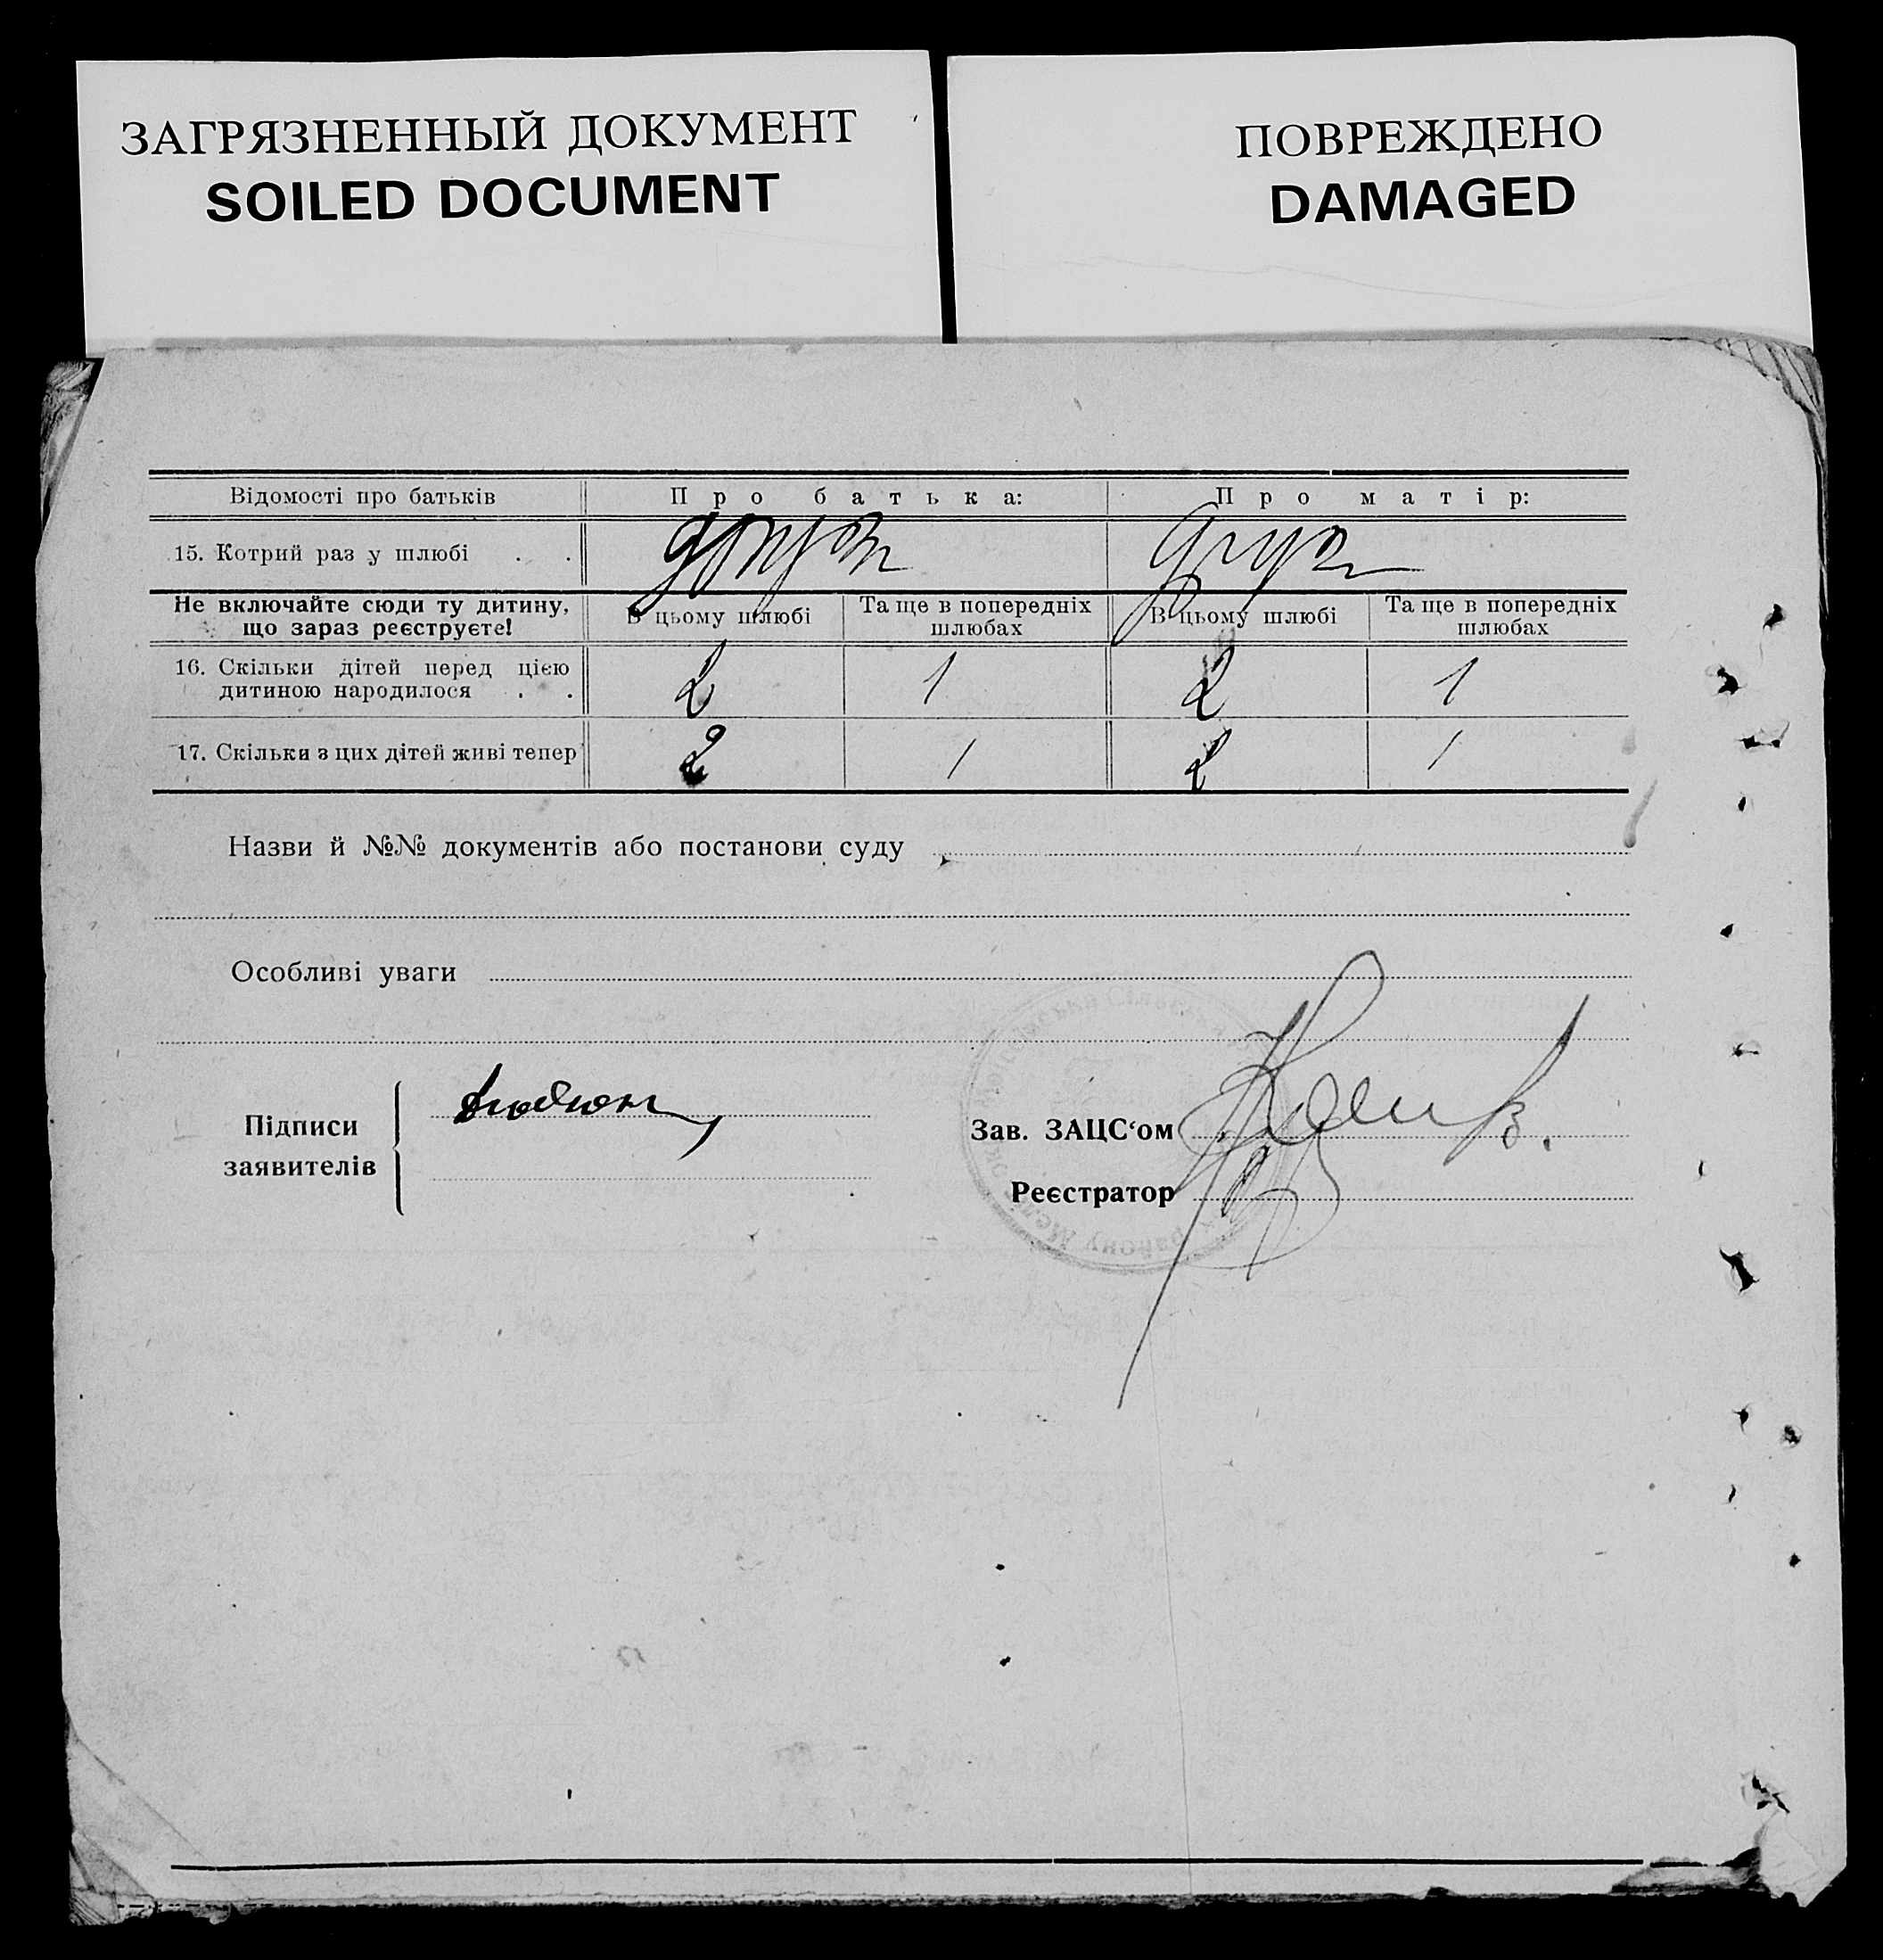 ЗАГРЯЗНЕННЫЙ ДОКУМЕНТ
SOILED DOCUMENT
ПОВРЕЖДЕНО
DAMAGED
Відомості про батьків Про батька: Про матір:
15. Котрий раз у шлюбі . .
Не включайте сюди ту дитину, що зараз реєструєте! В цьому шлюбі Та ще в попередніх шлюбах В цьому шлюбі Та ще в попередніх шлюбах
16. Скільки дітей перед цією дитиною народилося . . 2 1 2 1
17. Скільки з цих дітей живі тепер 2 1 2 1
Назви й №№ документів або постанови суду
Особливі уваги
Підписи заявителів
Зав. ЗАЦС‘ом
Реєстратор